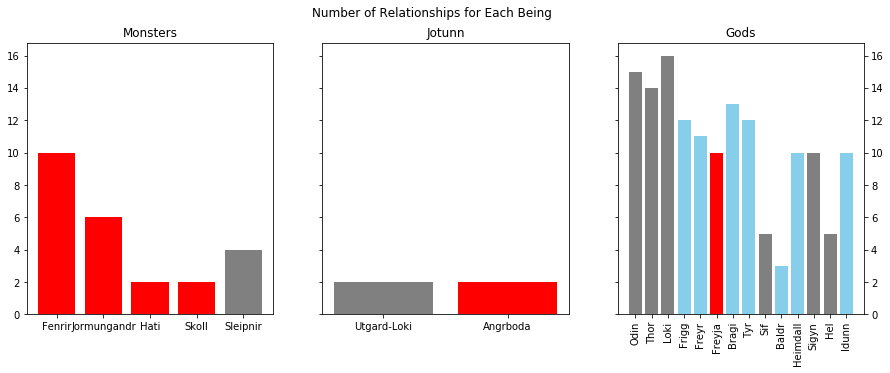 Number of Relationships for Each Being
Monsters
16
14
12
10
8
6
4
2
0
Fenrir Jormungandr Hati Skoll Sleipnir
Jotunn
Utgard-Loki Angrboda
Gods
16
14
12
10
8
6
4
2
0
Odin
Thor
Loki
Frigg
Freyr
Freyja
Bragi
Tyr
Sif
Baldr
Heimdall
Sigyn
Hel
Idunn